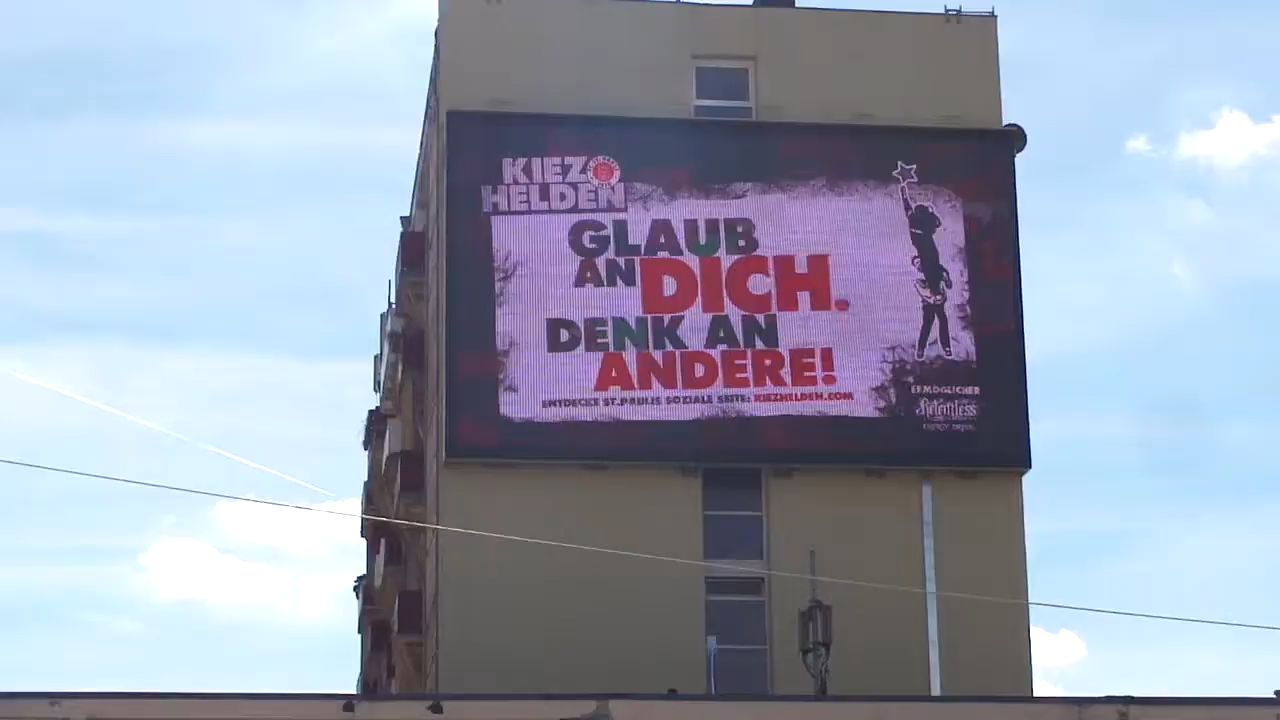 KIEZ
HELDEN
GLAUB
AN DICH.
DENK AN
ANDERE!
ENTDECKE ST. PAULIS SOZIALE SEITE: KIEZHELDEN.COM
ERMÖGLICHER
Relentless
ENERGY DRINK